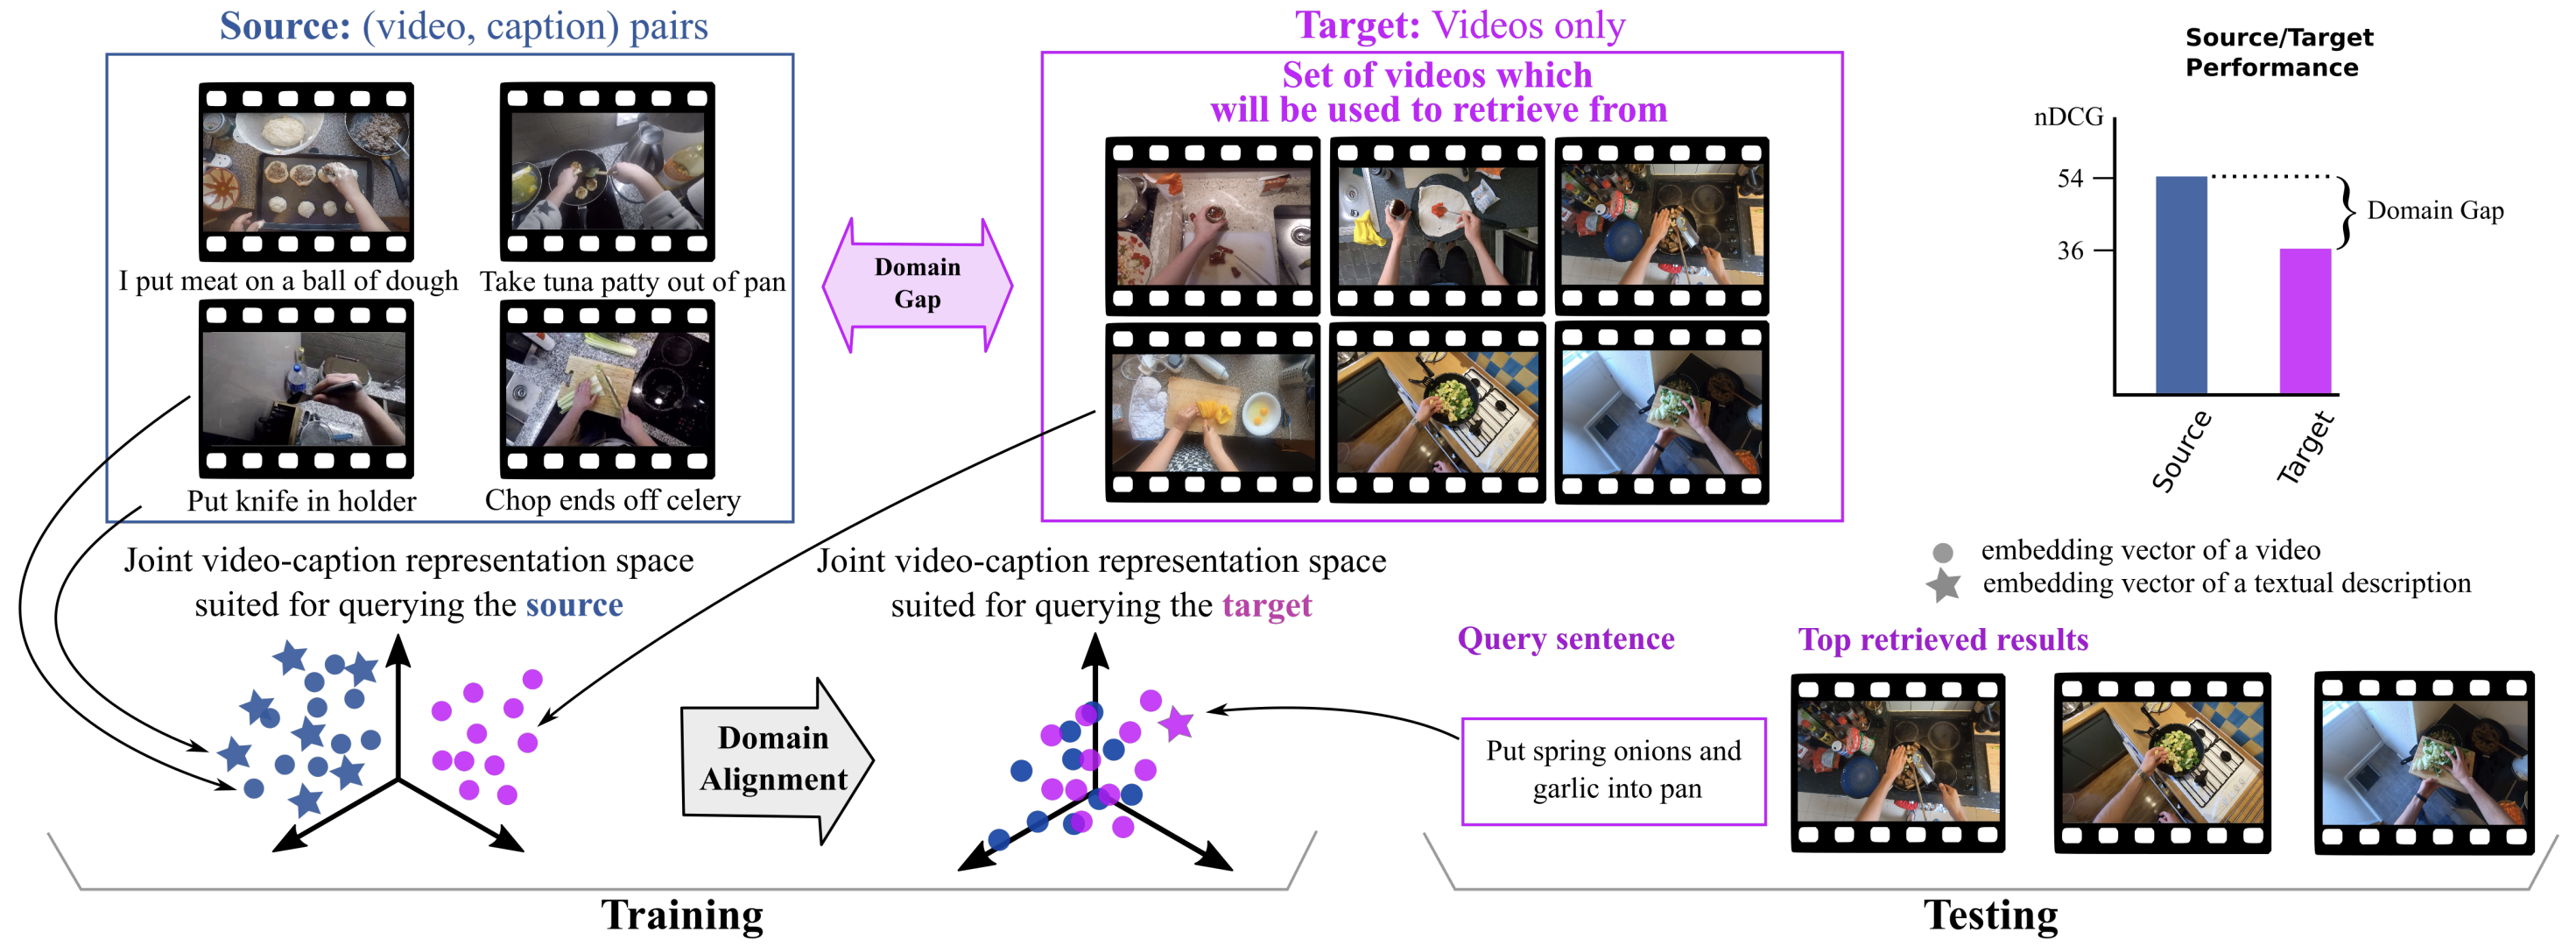 Source: (video, caption) pairs
I put meat on a ball of dough
Take tuna patty out of pan
Put knife in holder
Chop ends off celery
Domain
Gap
Target: Videos only
Set of videos which
will be used to retrieve from
Source/Target
Performance
nDCG
54
36
Domain Gap
Source
Target
Joint video-caption representation space
suited for querying the source
Domain
Alignment
Joint video-caption representation space
suited for querying the target
embedding vector of a video
embedding vector of a textual description
Query sentence
Put spring onions and
garlic into pan
Top retrieved results
Training
Testing